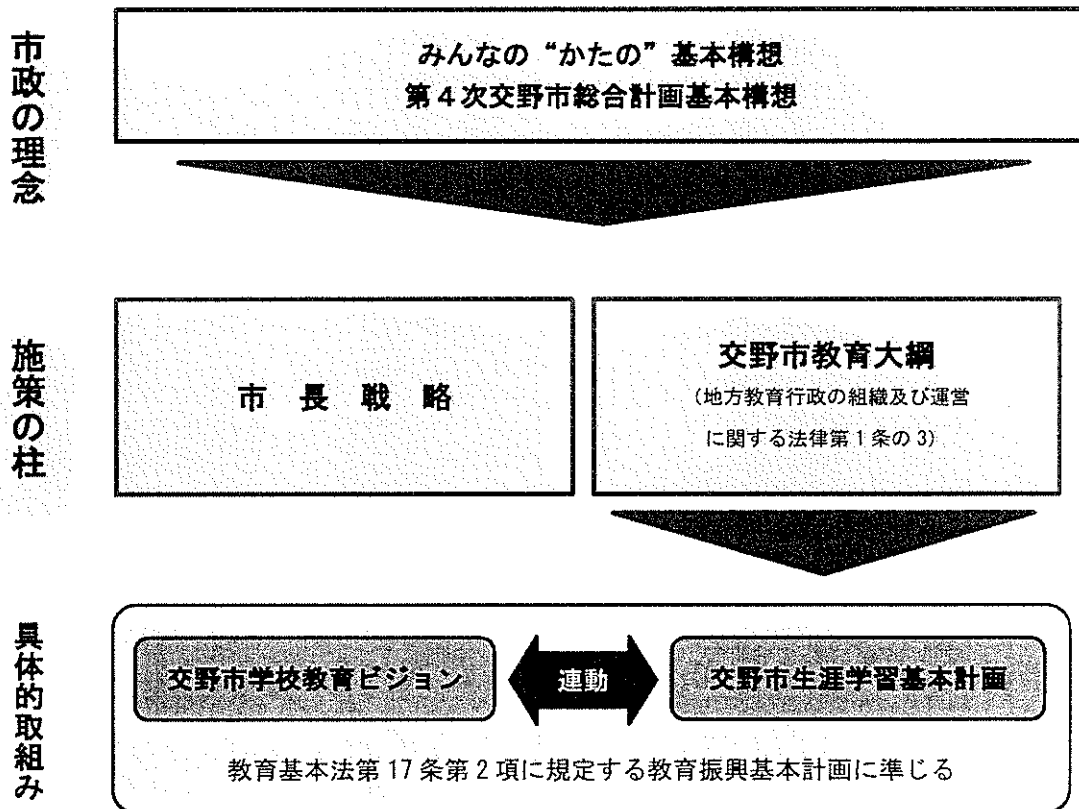 市政の理念
みんなの“かたの”基本構想
第4次交野市総合計画基本構想
施策の柱
市長戦略
交野市教育大綱
(地方教育行政の組織及び運営
に関する法律第1条の3)
具体的取組み
交野市学校教育ビジョン
連動
交野市生涯学習基本計画
教育基本法第17条第2項に規定する教育振興基本計画に準じる